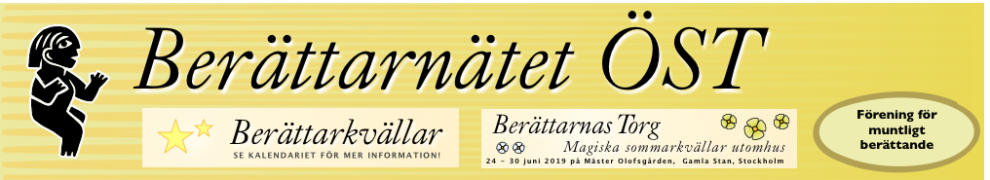 Berättarnätet ÖST
Berättarkvällar
SE KALENDARIET FÖR MER INFORMATION!
Berättarnas Torg
Magiska sommarkvällar utomhus
24 – 30 juni 2019 på Mäster Olofsgården, Gamla Stan, Stockholm
Förening för
muntligt
berättande